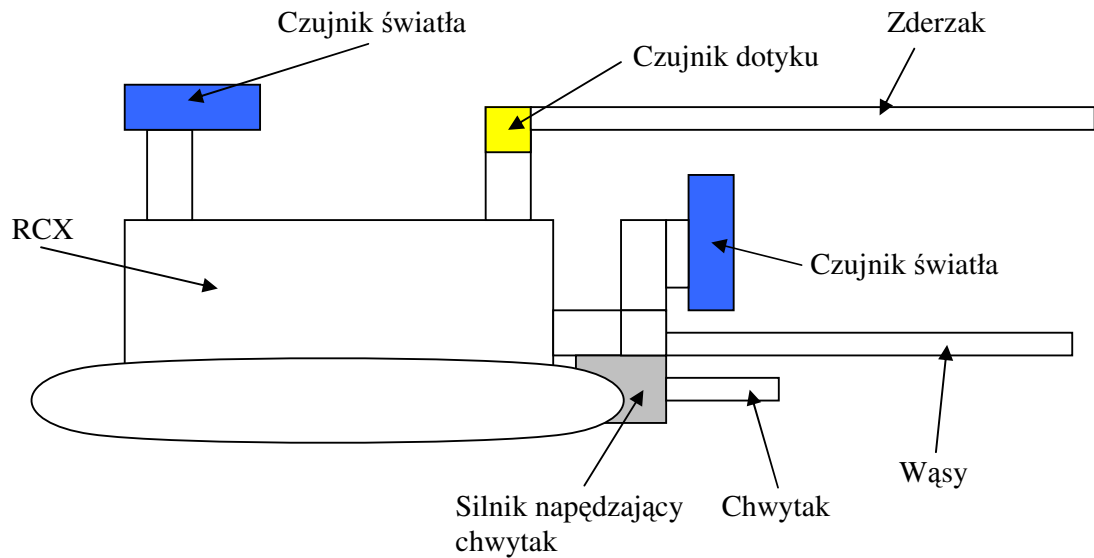 Czujnik światła
Zderzak
Czujnik dotyku
RCX
Czujnik światła
Wąsy
Silnik napędzający
chwytak
Chwytak